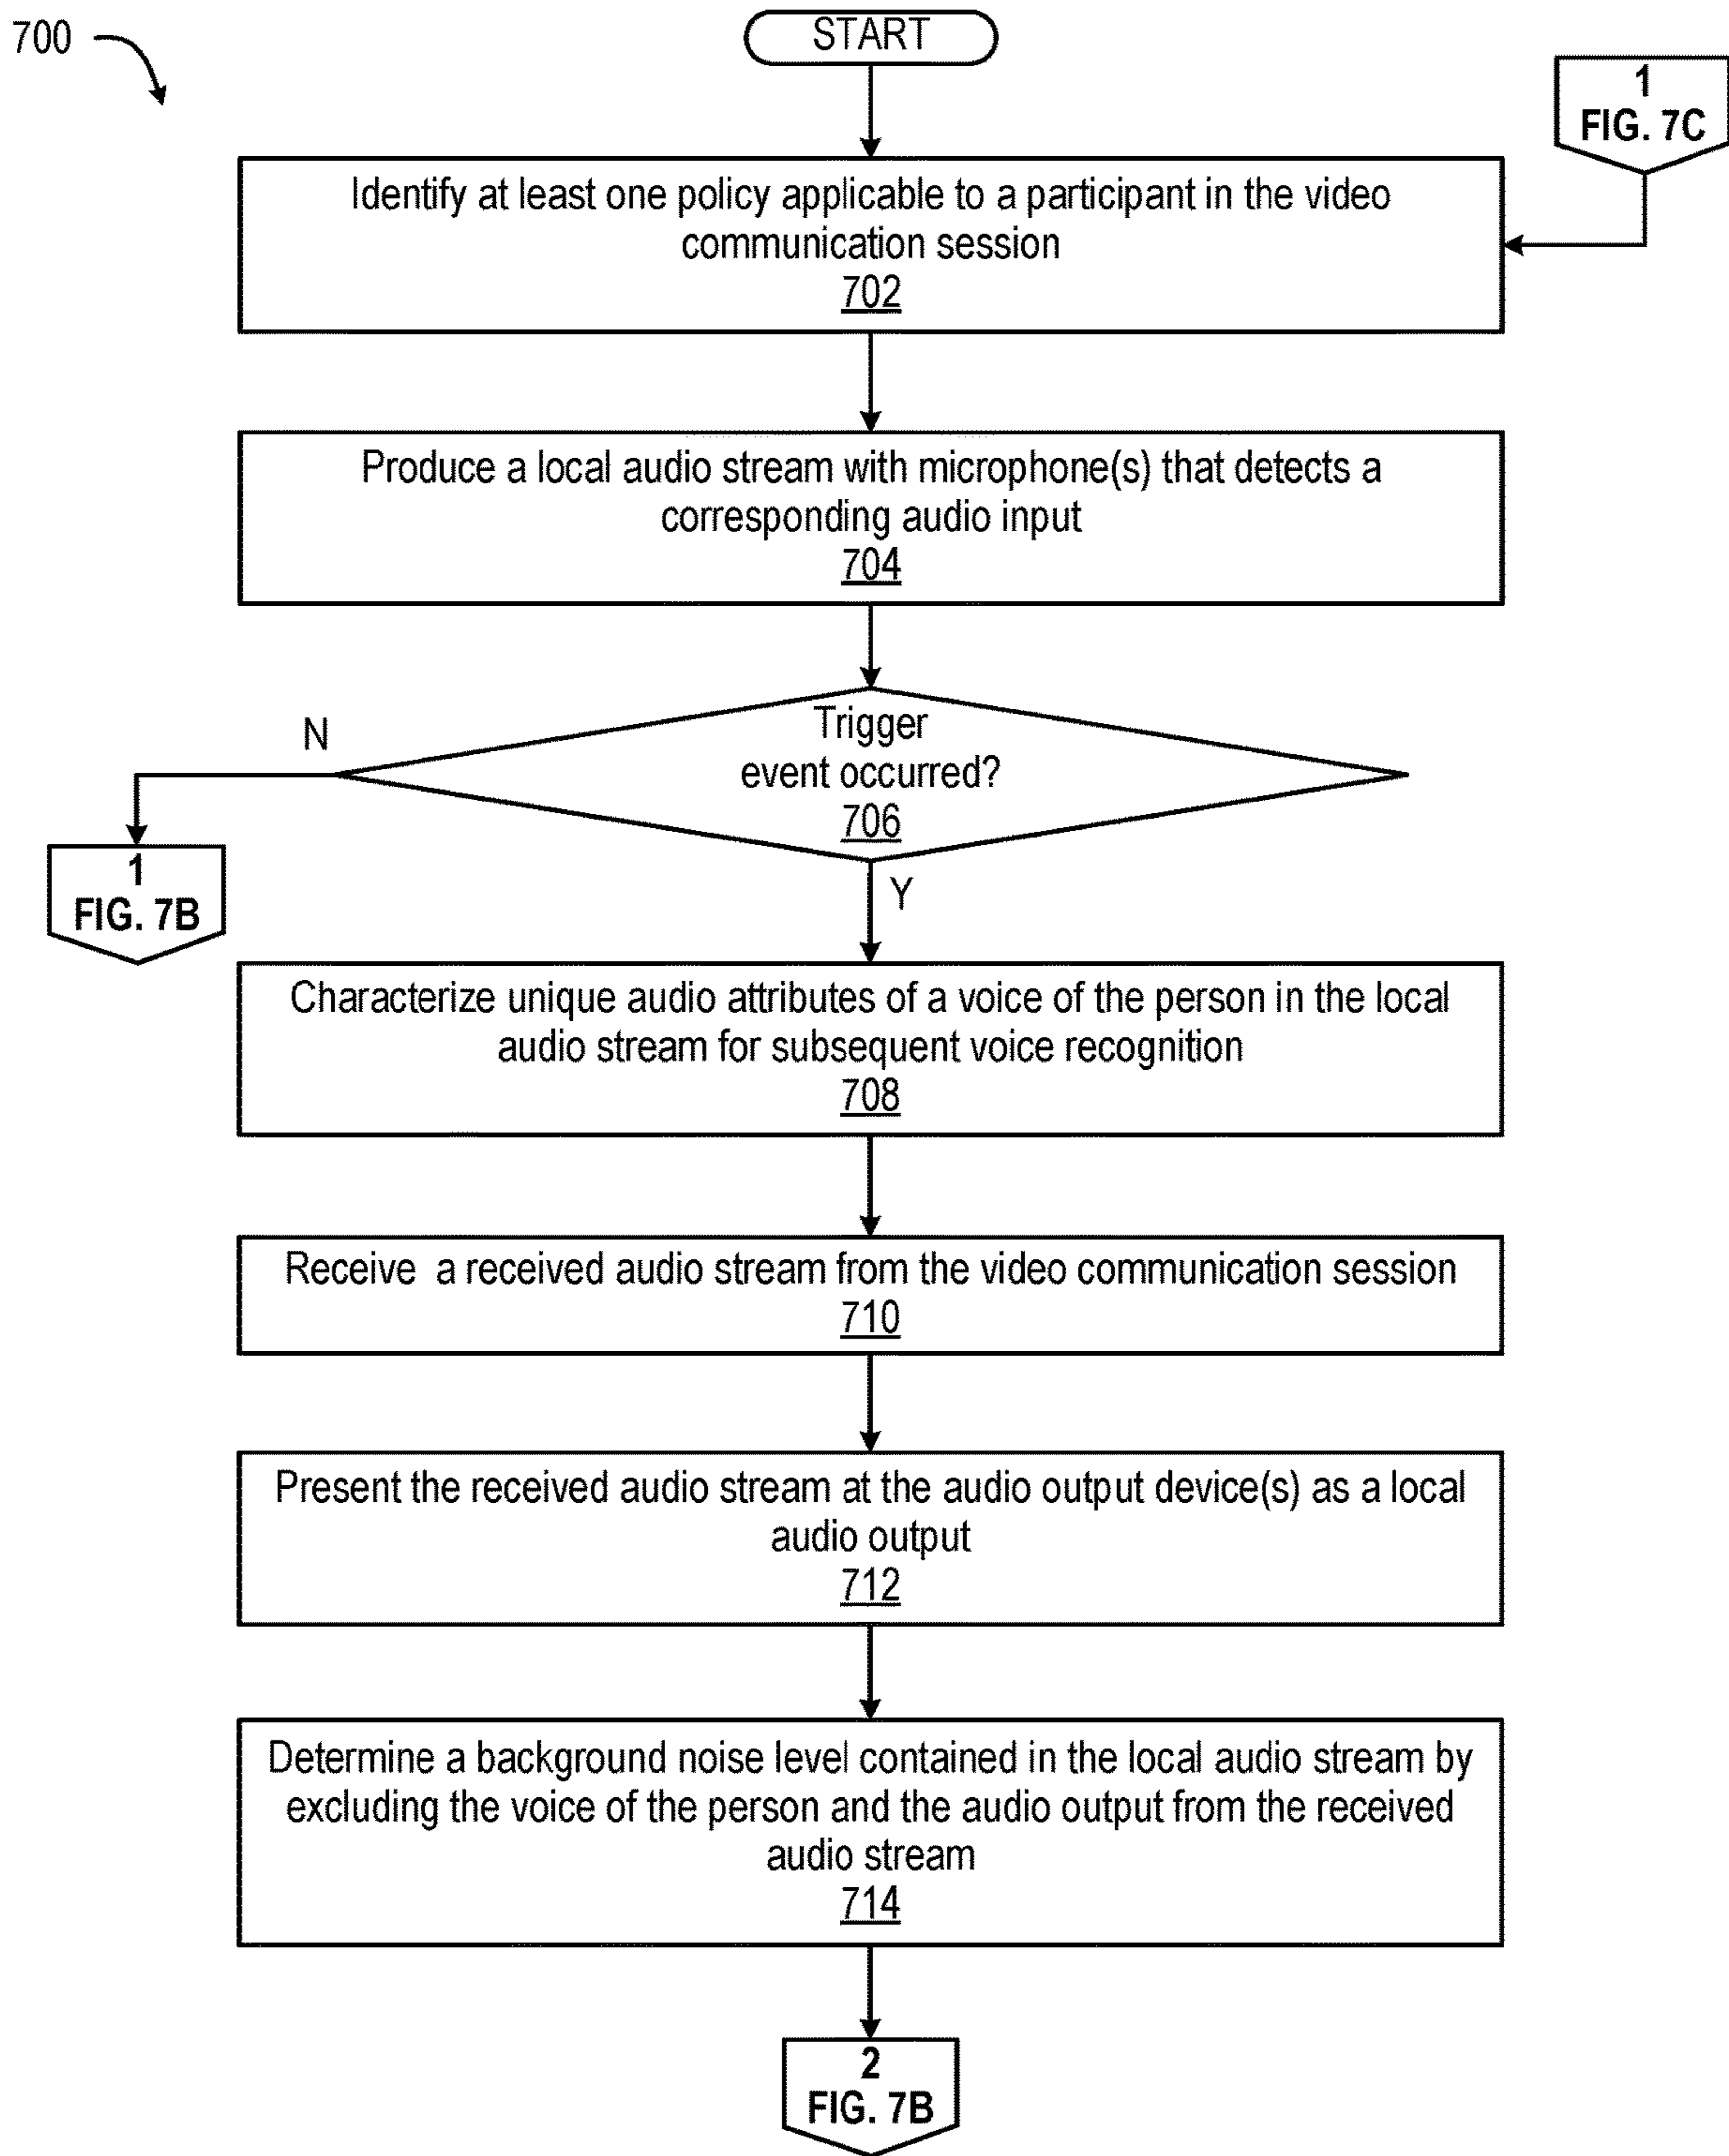 700
START
1
FIG. 7C
Identify at least one policy applicable to a participant in the video
communication session
702
Produce a local audio stream with microphone(s) that detects a
corresponding audio input
704
N
Trigger
event occurred?
706
1
FIG. 7B
Y
Characterize unique audio attributes of a voice of the person in the local
audio stream for subsequent voice recognition
708
Receive a received audio stream from the video communication session
710
Present the received audio stream at the audio output device(s) as a local
audio output
712
Determine a background noise level contained in the local audio stream by
excluding the voice of the person and the audio output from the received
audio stream
714
2
FIG. 7B